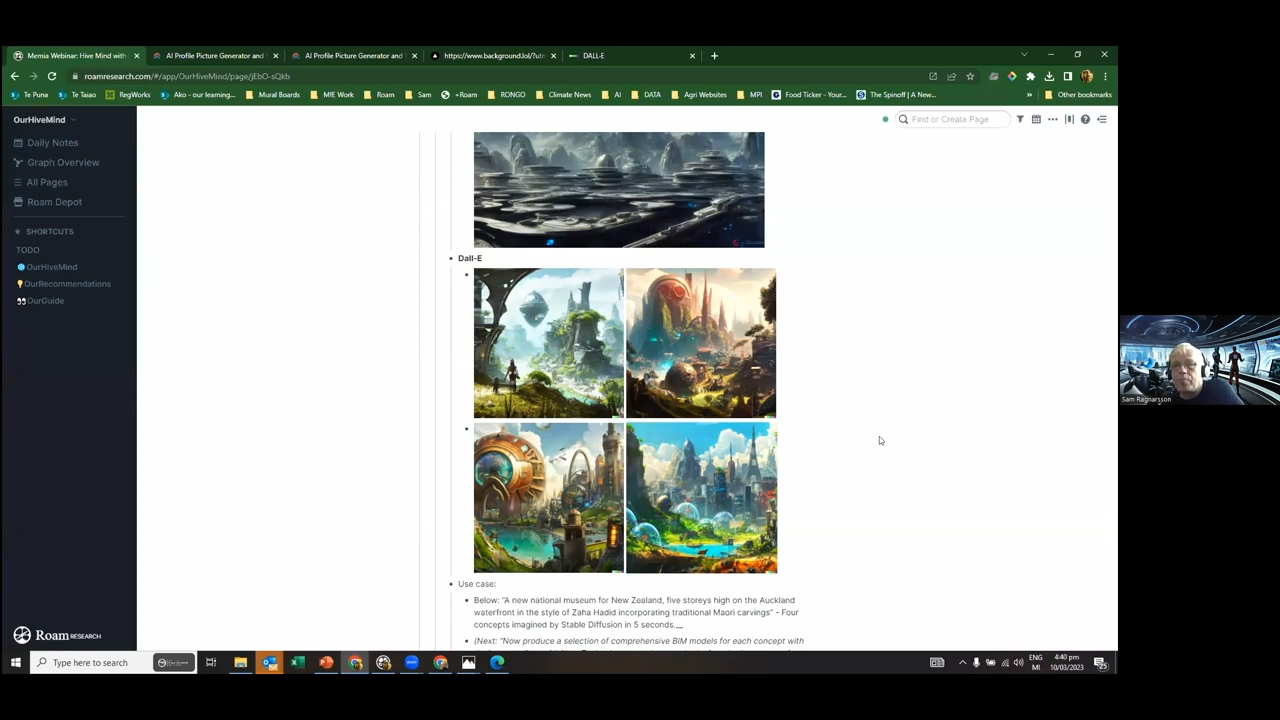 Memia Webinar: Hive Mind with
AI Profile Picture Generator and
AI Profile Picture Generator and
https://www.background.lol/?utm
DALL-E
roamresearch.com/#/app/OurHiveMind/page/jEbO-sQkb
Te Puna
Te Taiao
RegWorks
Ako - our learning...
Mural Boards
MfE Work
Roam
Sam
+Roam
RONGO
Climate News
AI
DATA
Agri Websites
MPI
Food Ticker - Your...
The Spinoff | A New...
»
Other bookmarks
OurHiveMind
Find or Create Page
Daily Notes
Graph Overview
All Pages
Roam Depot
SHORTCUTS
TODO
OurHiveMind
OurRecommendations
OurGuide
Dall-E
Use case:
Below: "A new national museum for New Zealand, five storeys high on the Auckland
waterfront in the style of Zaha Hadid incorporating traditional Maori carvings" - Four
concepts imagined by Stable Diffusion in 5 seconds.__
(Next: "Now produce a selection of comprehensive BIM models for each concept with
Roam RESEARCH
Sam Ragnarsson
Type here to search
ENG
MI
4:40 pm
10/03/2023
25